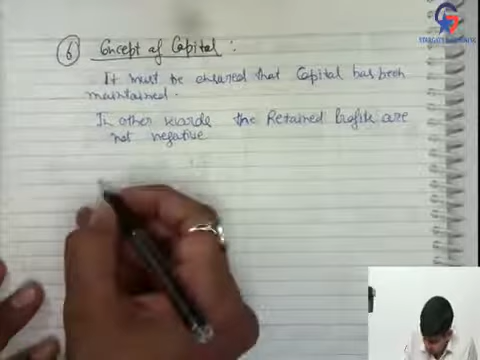 6 Concept of Capital :
It must be ensured that Capital has been
maintained.
In other words the Retained Profits are
not negative